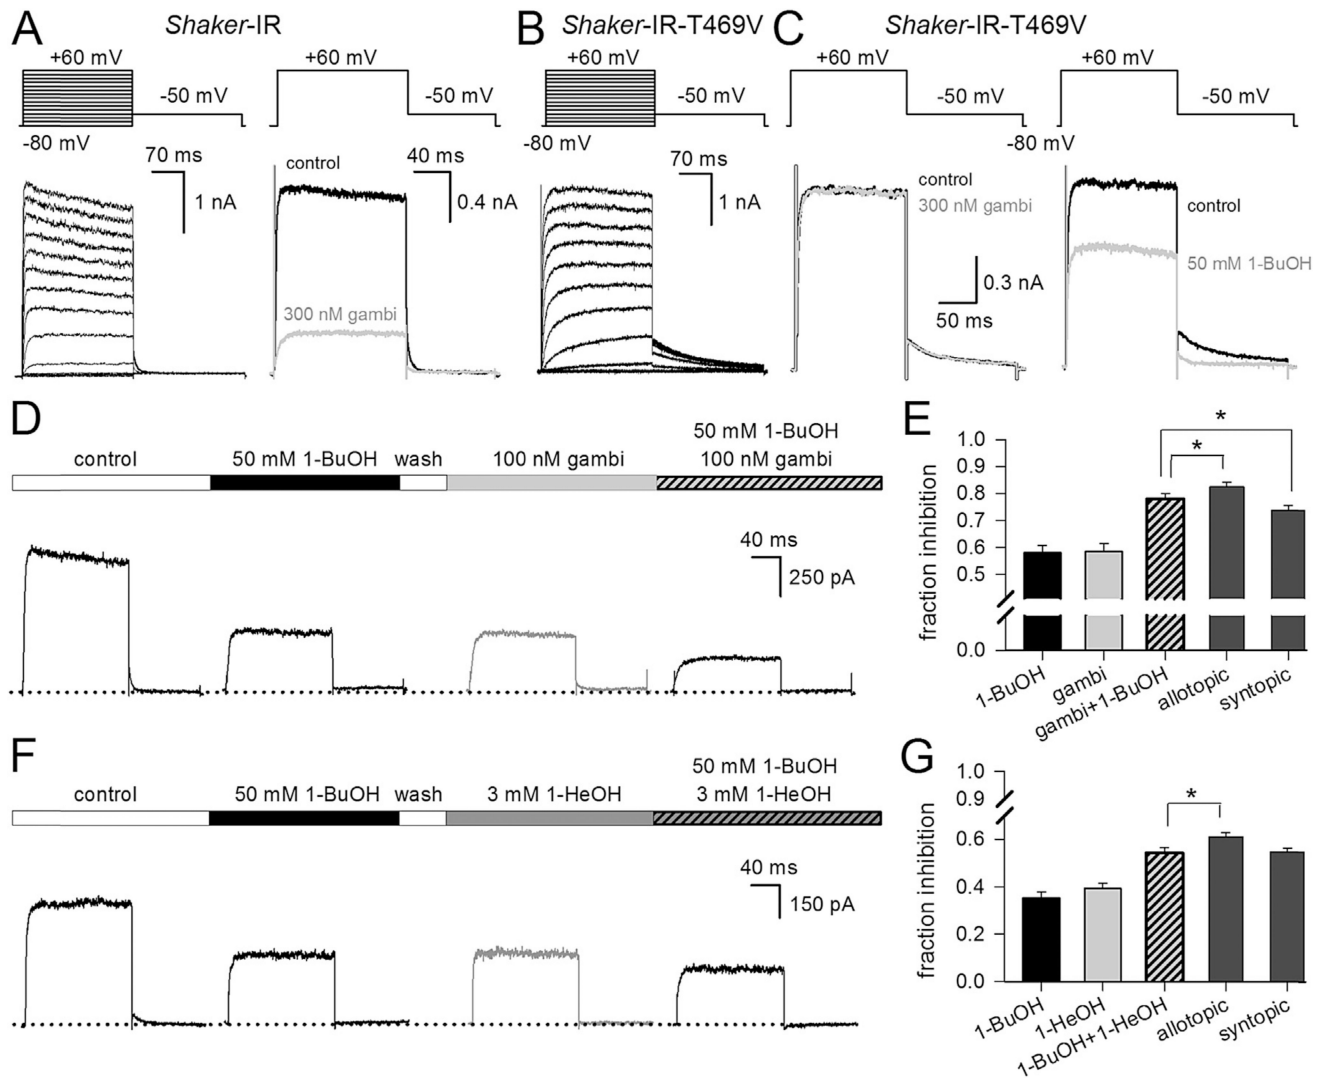 A
Shaker-IR
+60 mV
-50 mV
-80 mV
70 ms
1 nA
+60 mV
-50 mV
control
40 ms
0.4 nA
300 nM gambi
B
Shaker-IR-T469V
+60 mV
-50 mV
-80 mV
70 ms
1 nA
C
Shaker-IR-T469V
+60 mV
-50 mV
-80 mV
control
300 nM gambi
0.3 nA
50 ms
+60 mV
-50 mV
control
50 mM 1-BuOH
D
control
50 mM 1-BuOH
wash
100 nM gambi
50 mM 1-BuOH
100 nM gambi
40 ms
250 pA
E
fraction inhibition
1.0
0.9
0.8
0.7
0.6
0.5
0.0
*
*
1-BuOH
gambi
gambi+1-BuOH
allotopic
syntopic
F
control
50 mM 1-BuOH
wash
3 mM 1-HeOH
50 mM 1-BuOH
3 mM 1-HeOH
40 ms
150 pA
G
fraction inhibition
1.0
0.9
0.6
0.4
0.2
0.0
*
1-BuOH
1-HeOH
1-BuOH+1-HeOH
allotopic
syntopic